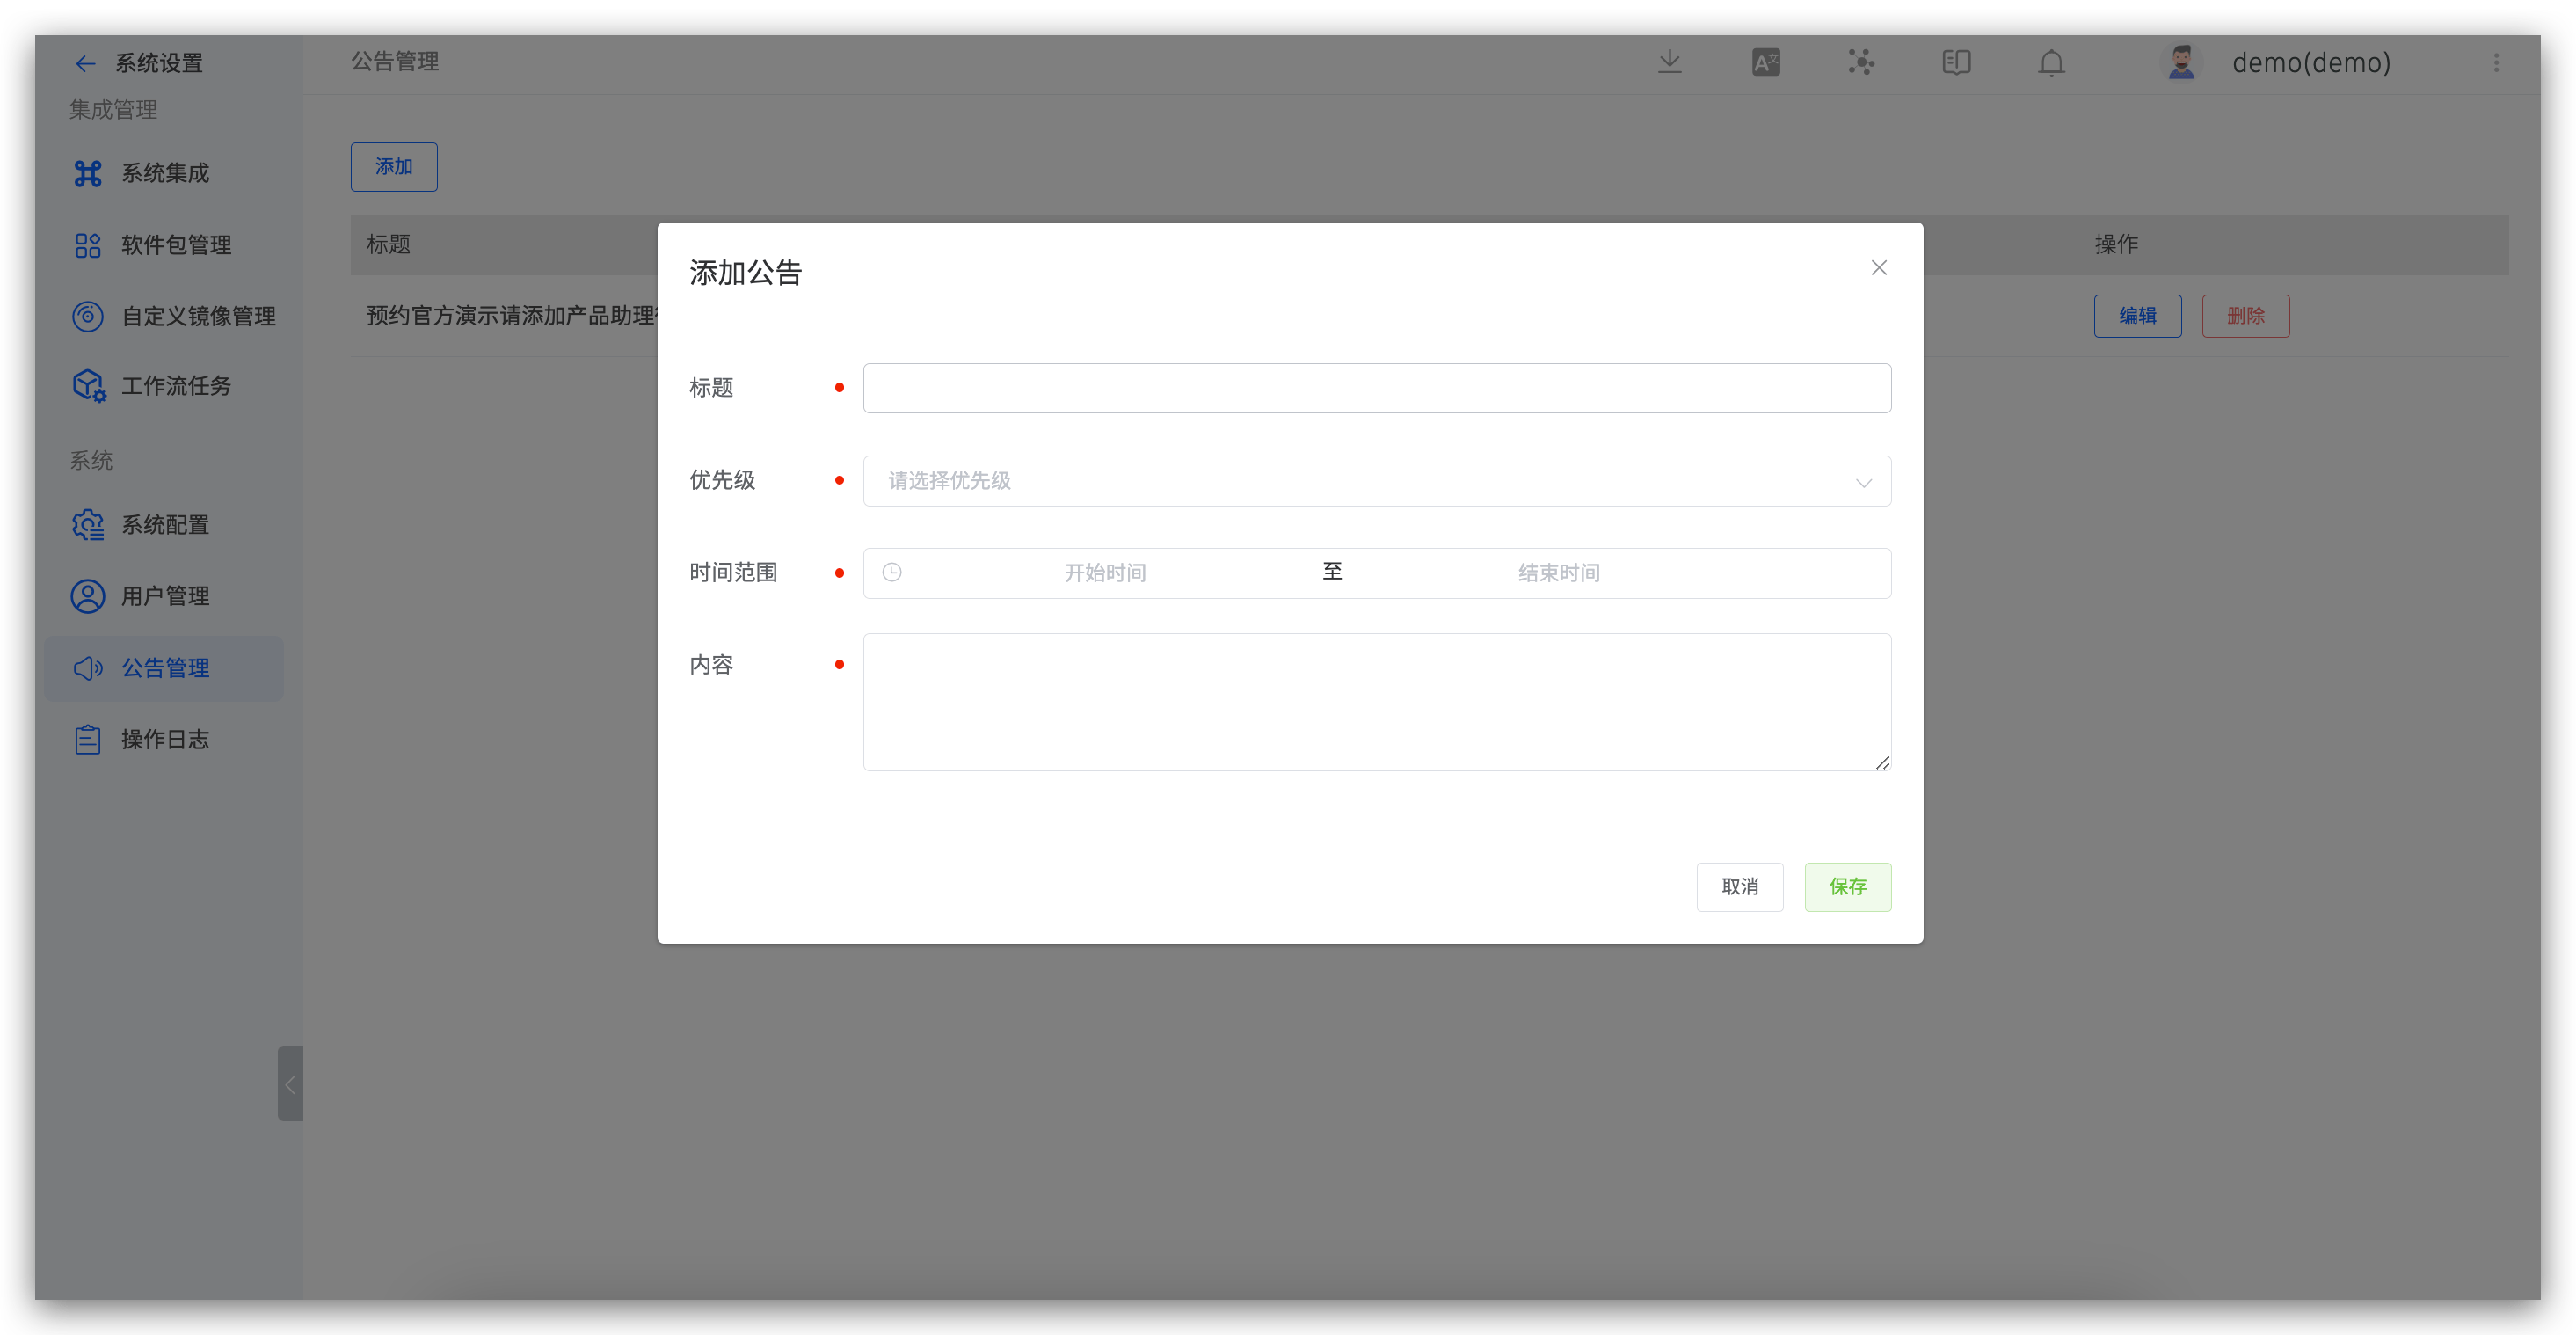 系统设置
集成管理
系统集成
软件包管理
自定义镜像管理
工作流任务
系统
系统配置
用户管理
公告管理
操作日志
公告管理
A文
demo(demo)
添加
标题
操作
预约官方演示请添加产品助理
编辑
删除
添加公告
标题
优先级
请选择优先级
时间范围
开始时间 至 结束时间
内容
取消
保存